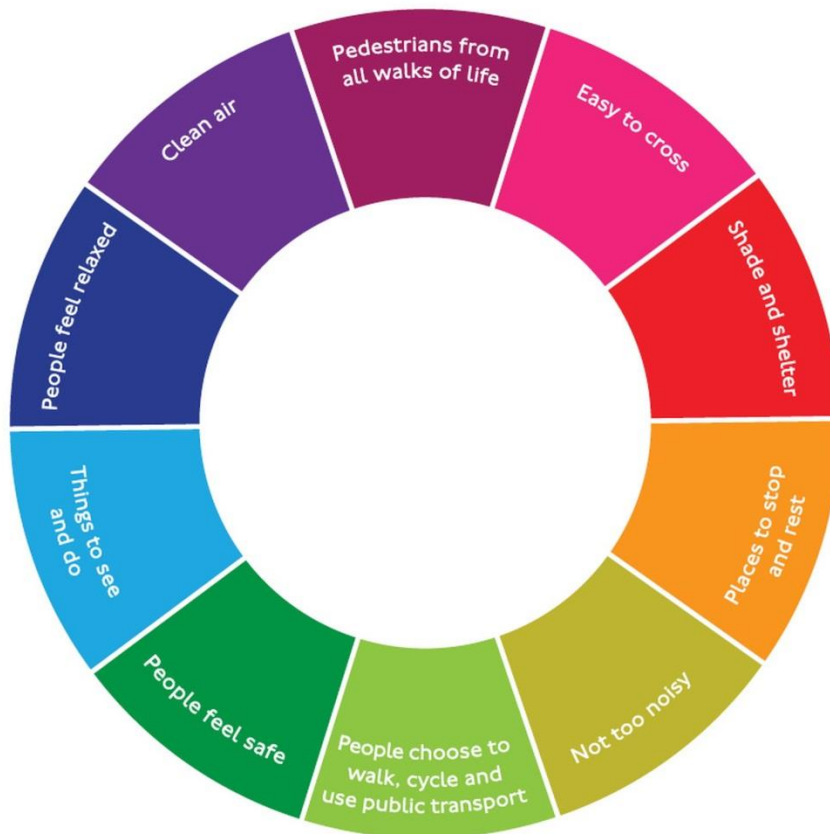 Pedestrians from
all walks of life
Easy to cross
Shade and shelter
Places to stop
and rest
Not too noisy
People choose to
walk, cycle and
use public transport
People feel safe
Things to see
and do
People feel relaxed
Clean air